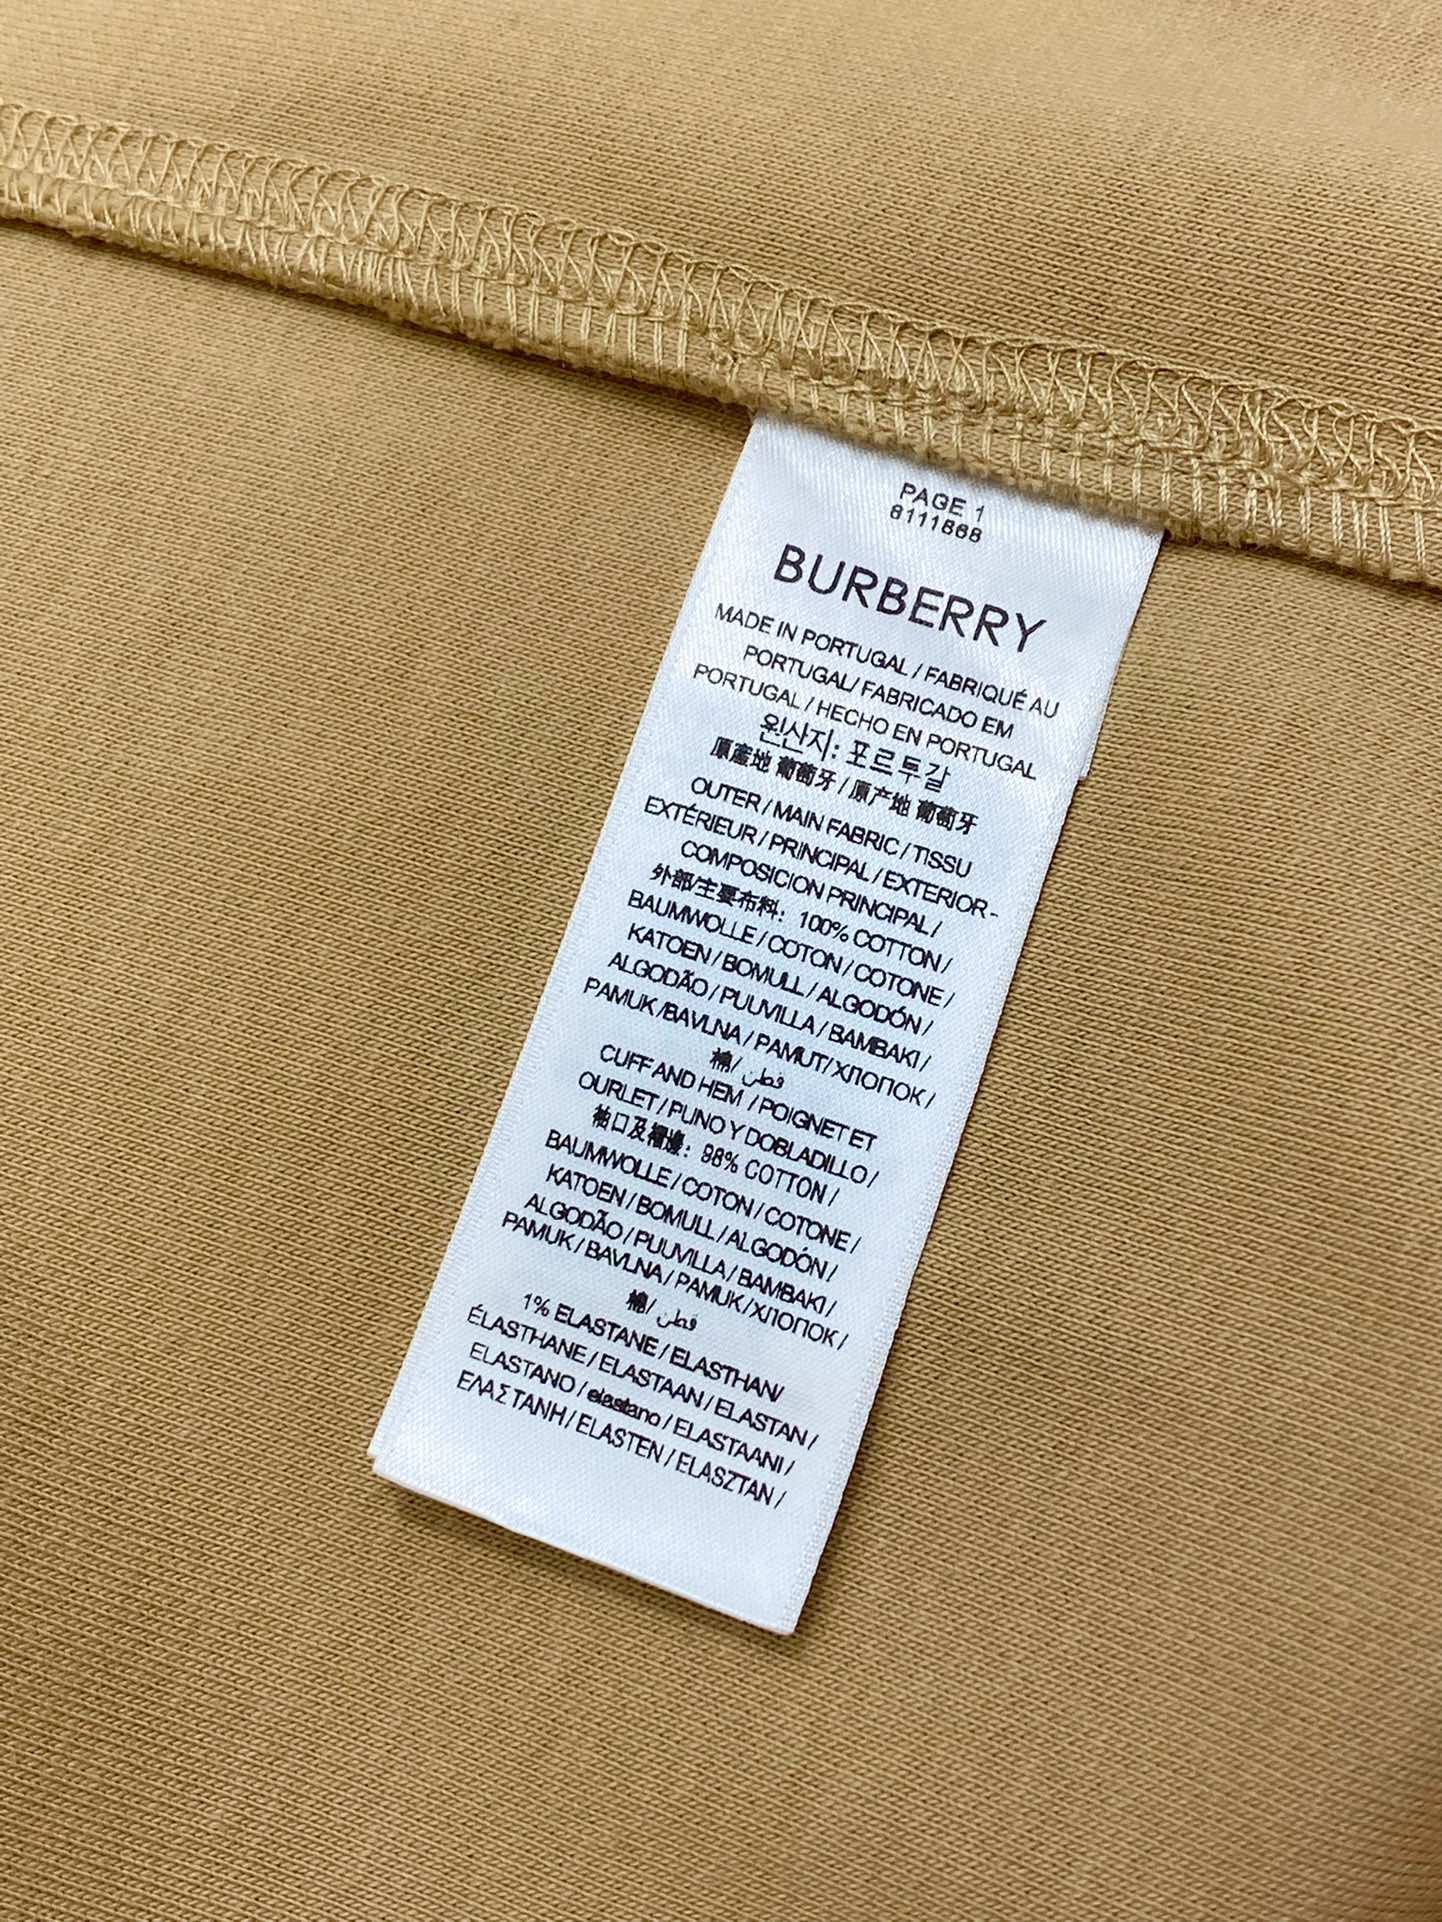 PAGE 1
8111868
BURBERRY
MADE IN PORTUGAL / FABRIQUÉ AU
PORTUGAL/ FABRICADO EM
PORTUGAL / HECHO EN PORTUGAL
원산지: 포르투갈
原產地 葡萄牙 / 原产地 葡萄牙
OUTER / MAIN FABRIC / TISSU
EXTÉRIEUR / PRINCIPAL / EXTERIOR -
COMPOSICION PRINCIPAL /
外部/主要布料: 100% COTTON /
BAUMWOLLE / COTON / COTONE /
KATOEN / BOMULL / ALGODÓN /
ALGODÃO / PUUVILLA / BAMBAKI /
PAMUK /BAVLNA / PAMUT/ ХЛОПОК /
棉/ قطن
CUFF AND HEM / POIGNET ET
OURLET / PUNO Y DOBLADILLO /
袖口及褶邊: 98% COTTON /
BAUMWOLLE / COTON / COTONE /
KATOEN / BOMULL / ALGODÓN /
ALGODÃO / PUUVILLA / BAMBAKI /
PAMUK / BAVLNA / PAMUK / ХЛОПОК /
棉/ قطن
1% ELASTANE / ELASTHAN/
ÉLASTHANE / ELASTAAN / ELASTAN /
ELASTANO / elastano / ELASTAANI /
ΕΛΑΣΤΑΝΗ / ELASTEN / ELASZTAN /